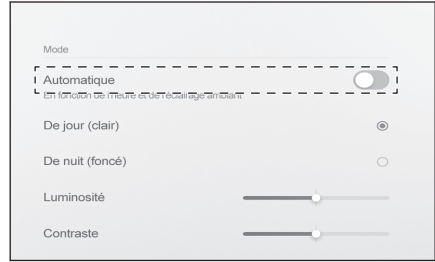 Mode
Automatique
En fonction de l'heure et de l'éclairage ambiant
De jour (clair)
De nuit (foncé)
Luminosité
Contraste